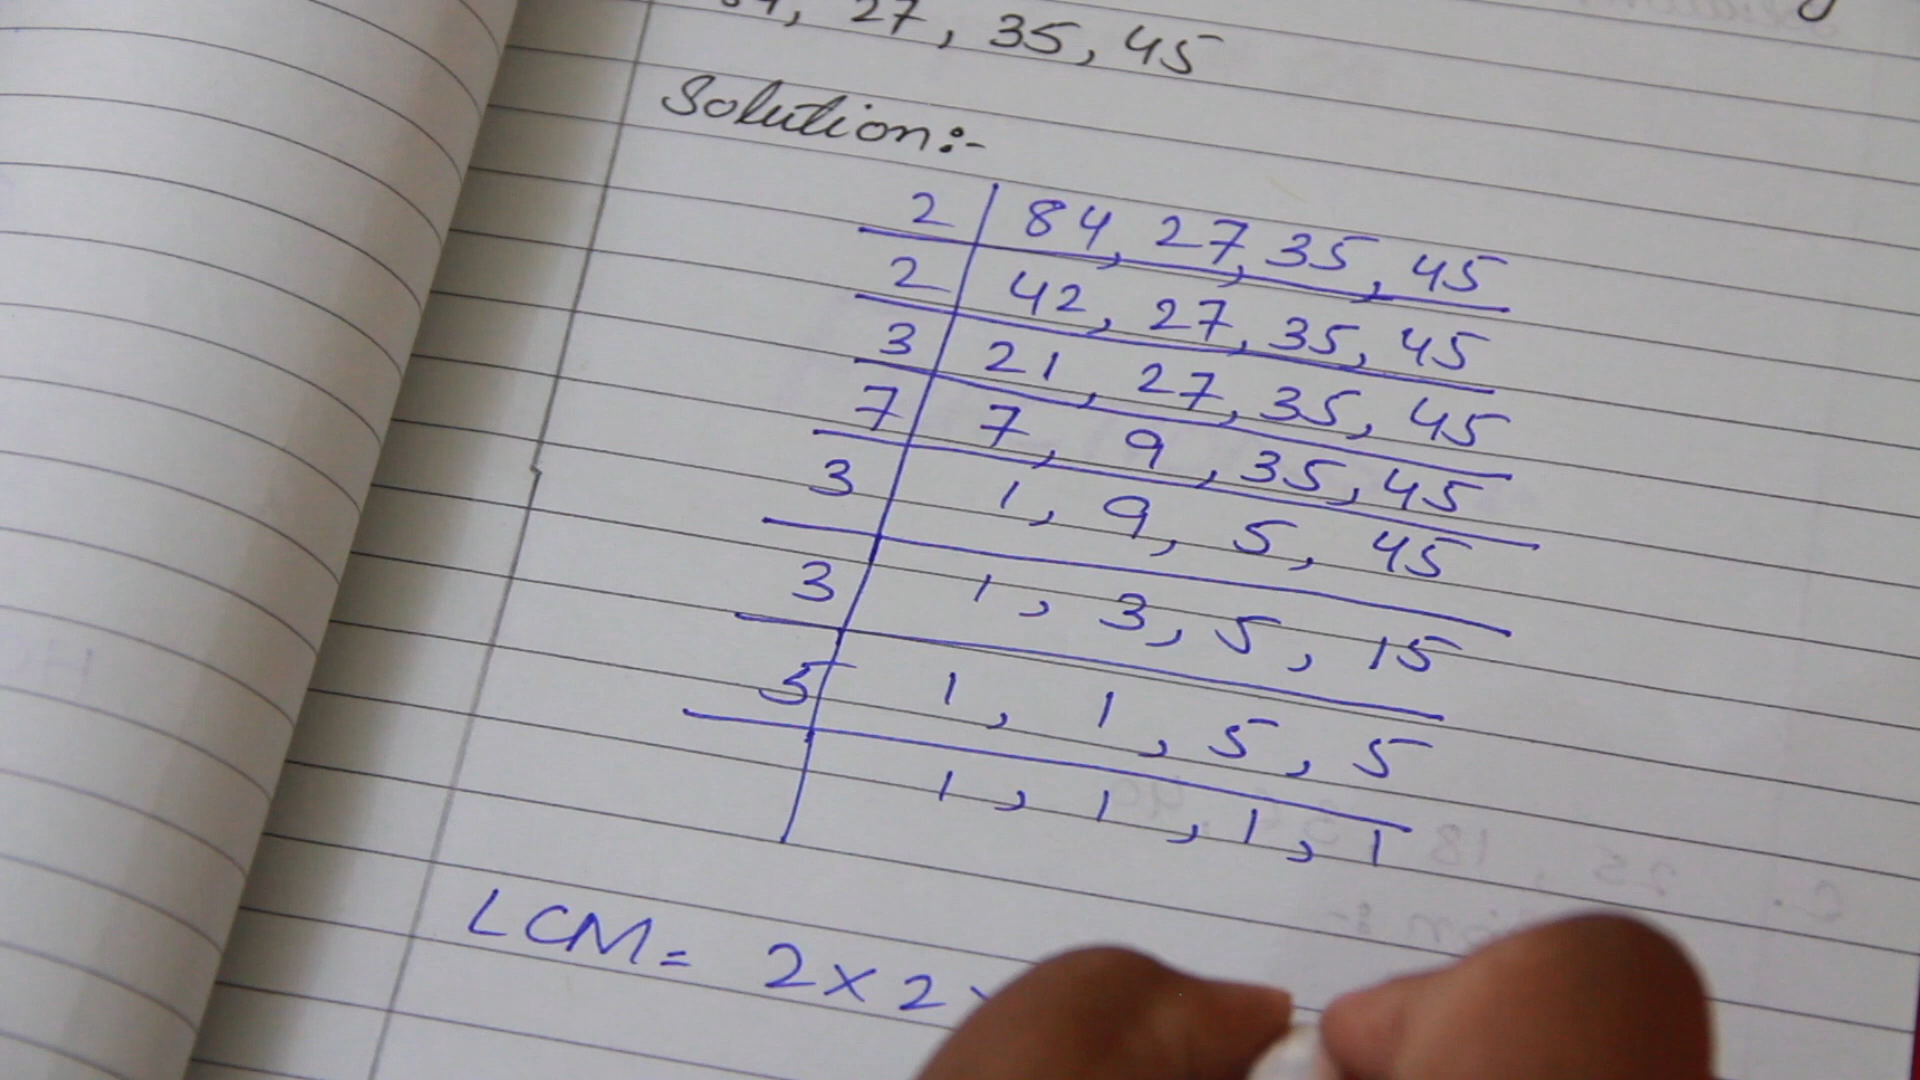 27, 35, 45
Solution:-
2 | 84, 27, 35, 45
2 | 42, 27, 35, 45
3 | 21, 27, 35, 45
7 | 7, 9, 35, 45
3 | 1, 9, 5, 45
3 | 1, 3, 5, 15
5 | 1, 1, 5, 5
1, 1, 1, 1
LCM = 2 × 2